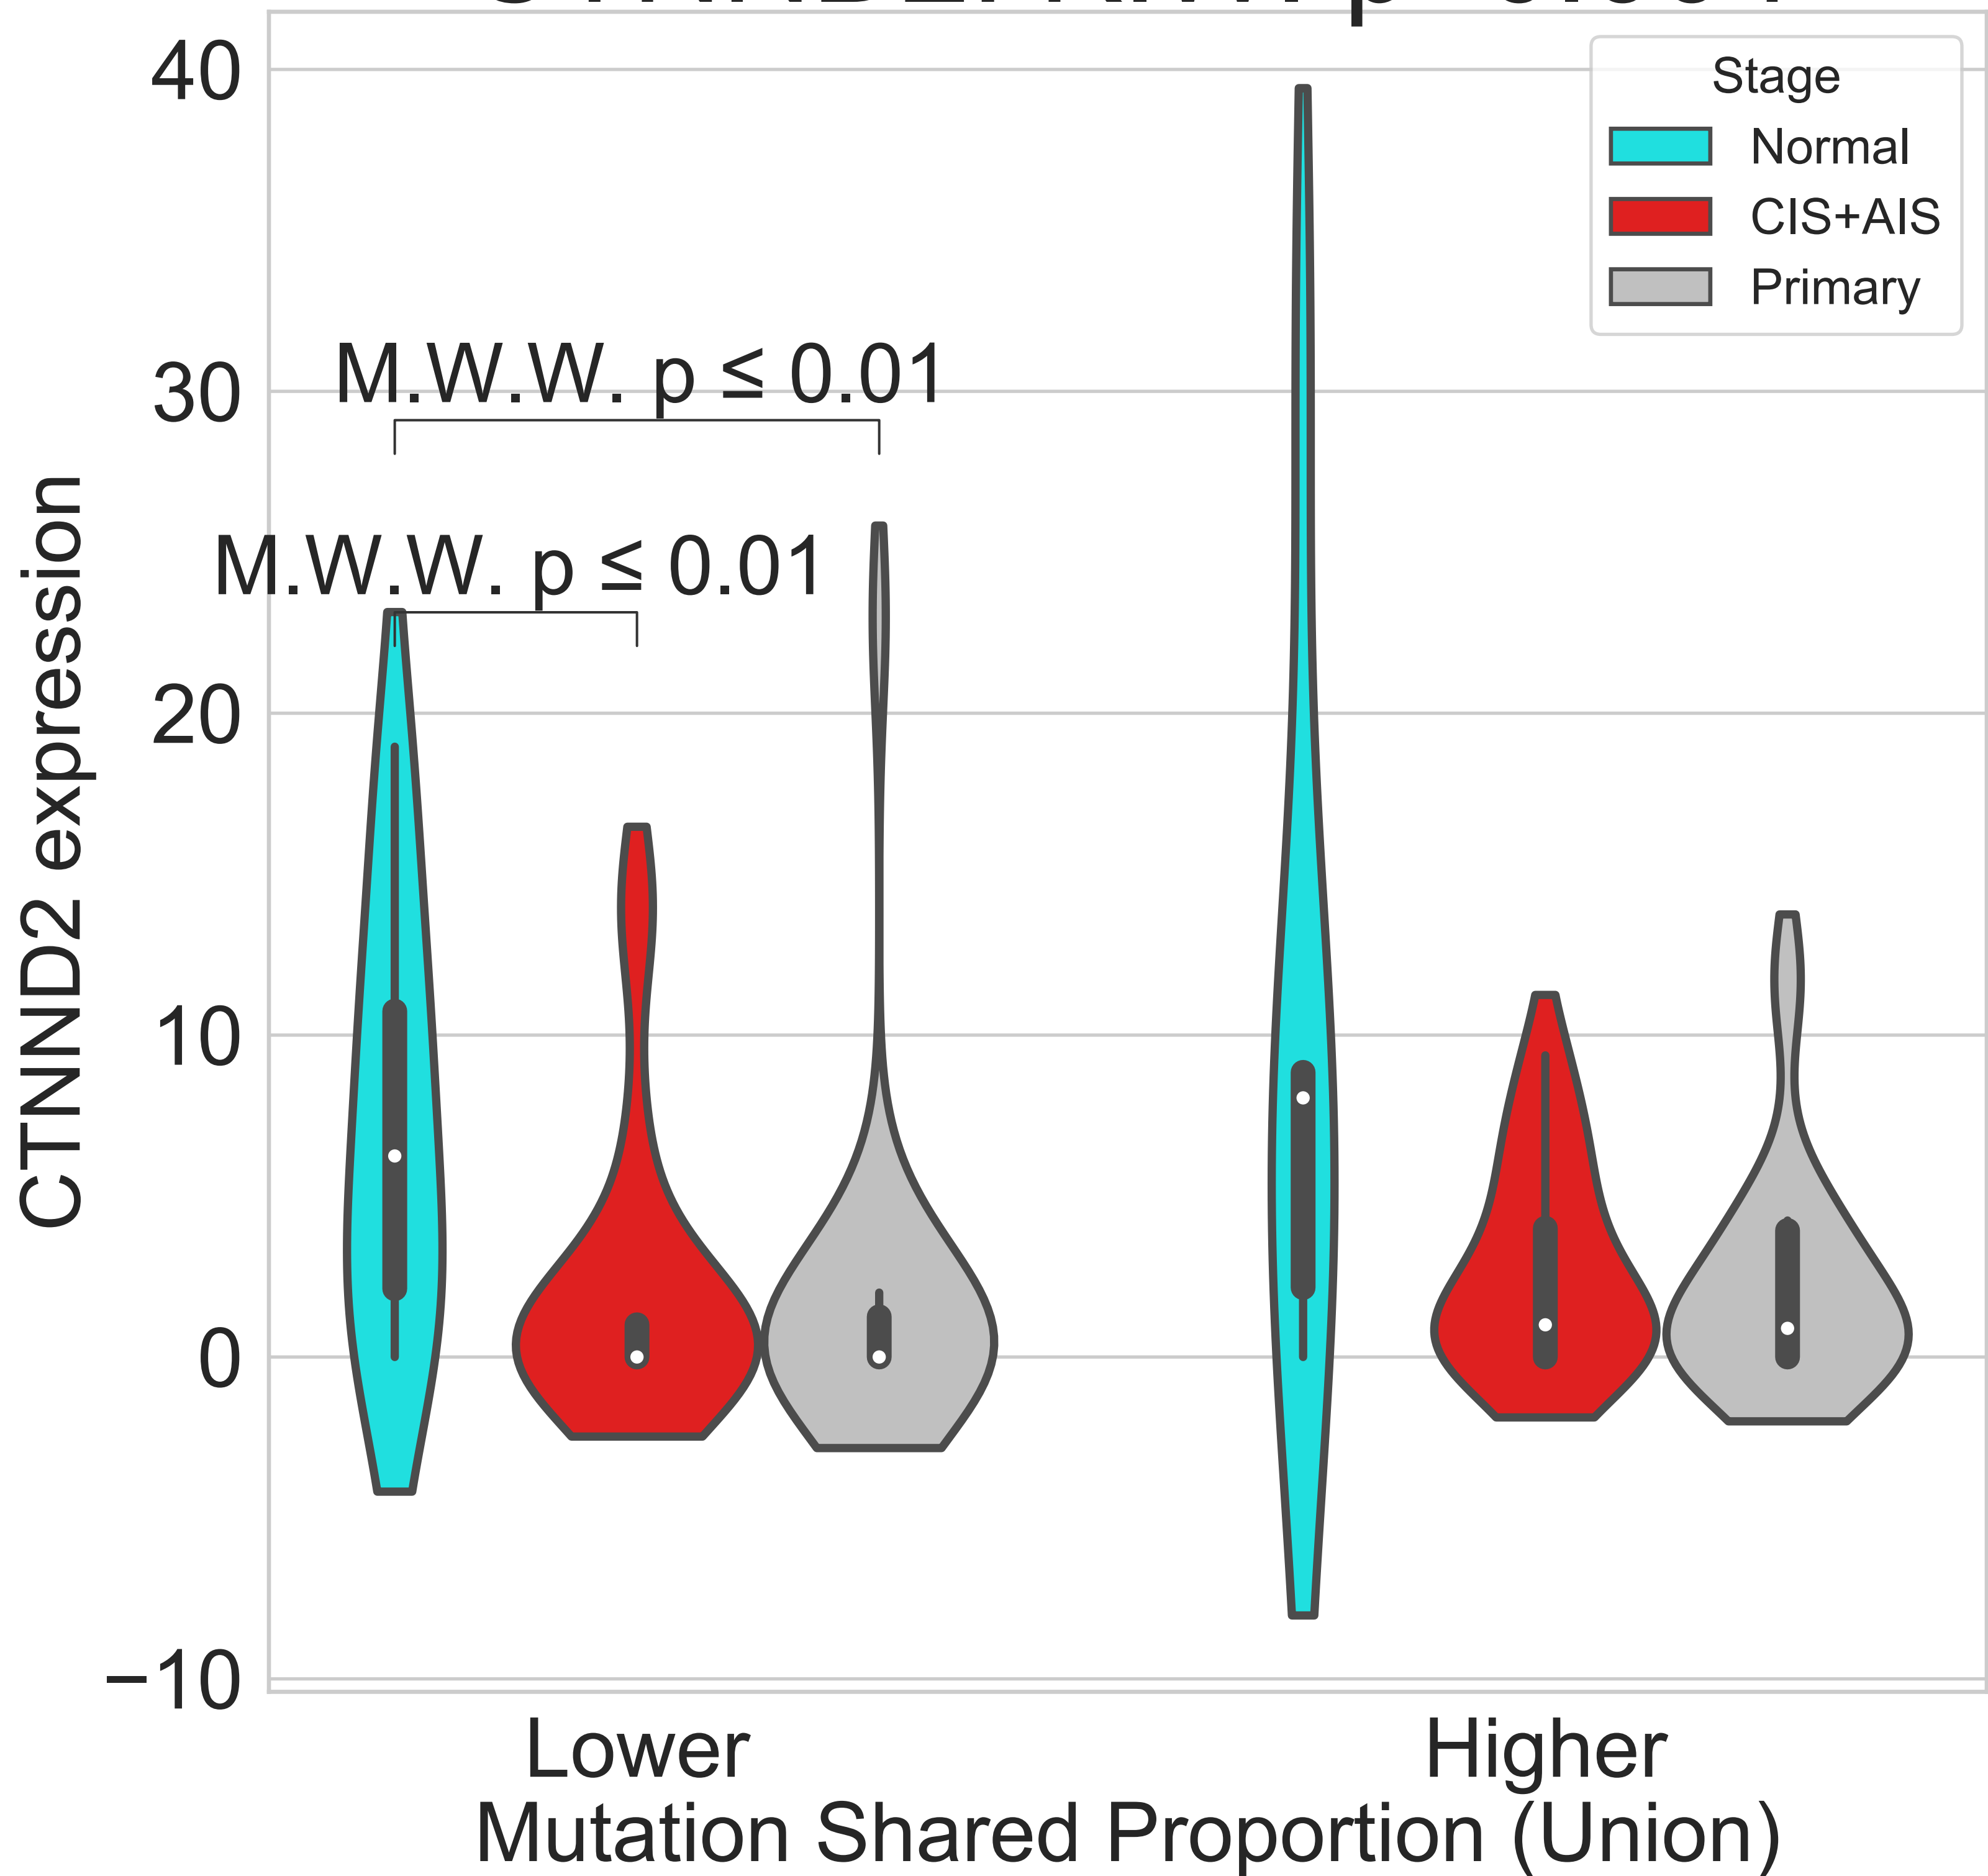 40
Stage
Normal
CIS+AIS
Primary
M.W.W. p ≤ 0.01
30
M.W.W. p ≤ 0.01
20
CTNND2 expression
10
0
−10
Lower
Higher
Mutation Shared Proportion (Union)